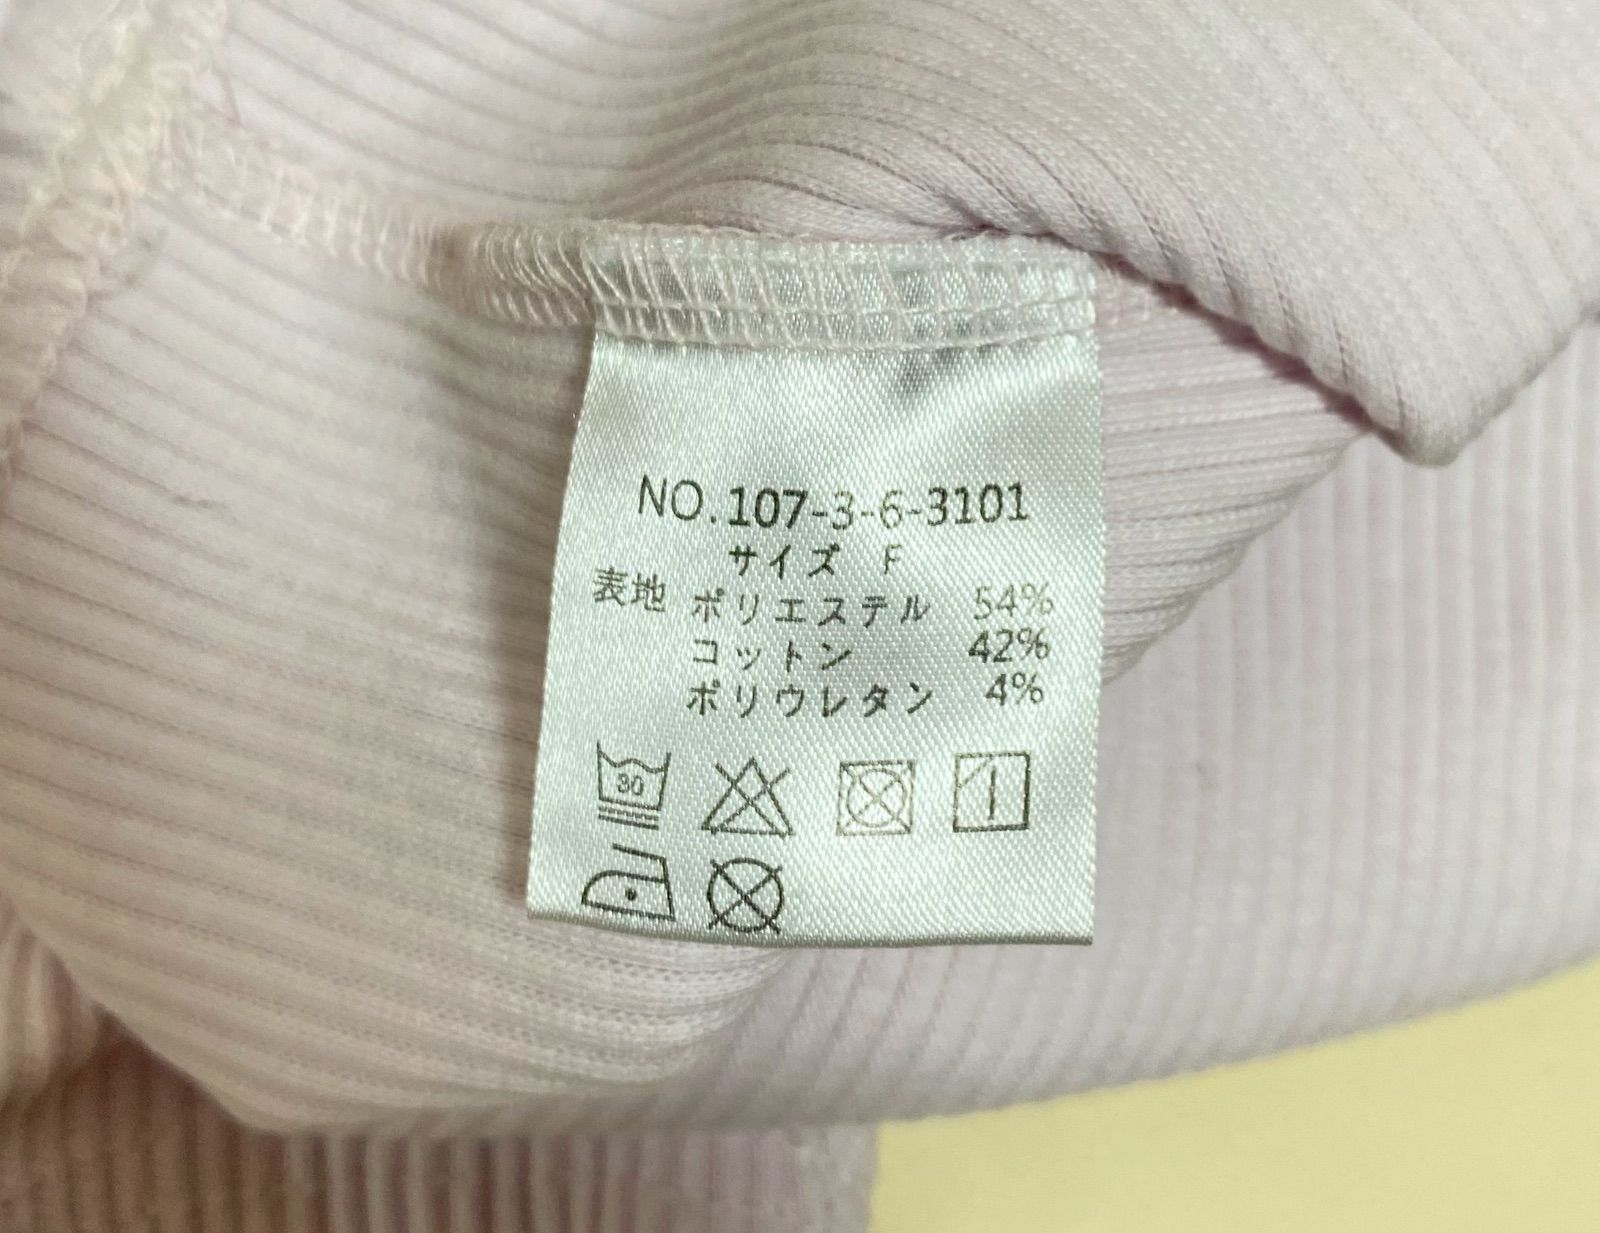 NO.107-3-6-3101
サイズ F
表地 ポリエステル 54%
コットン 42%
ポリウレタン 4%
30